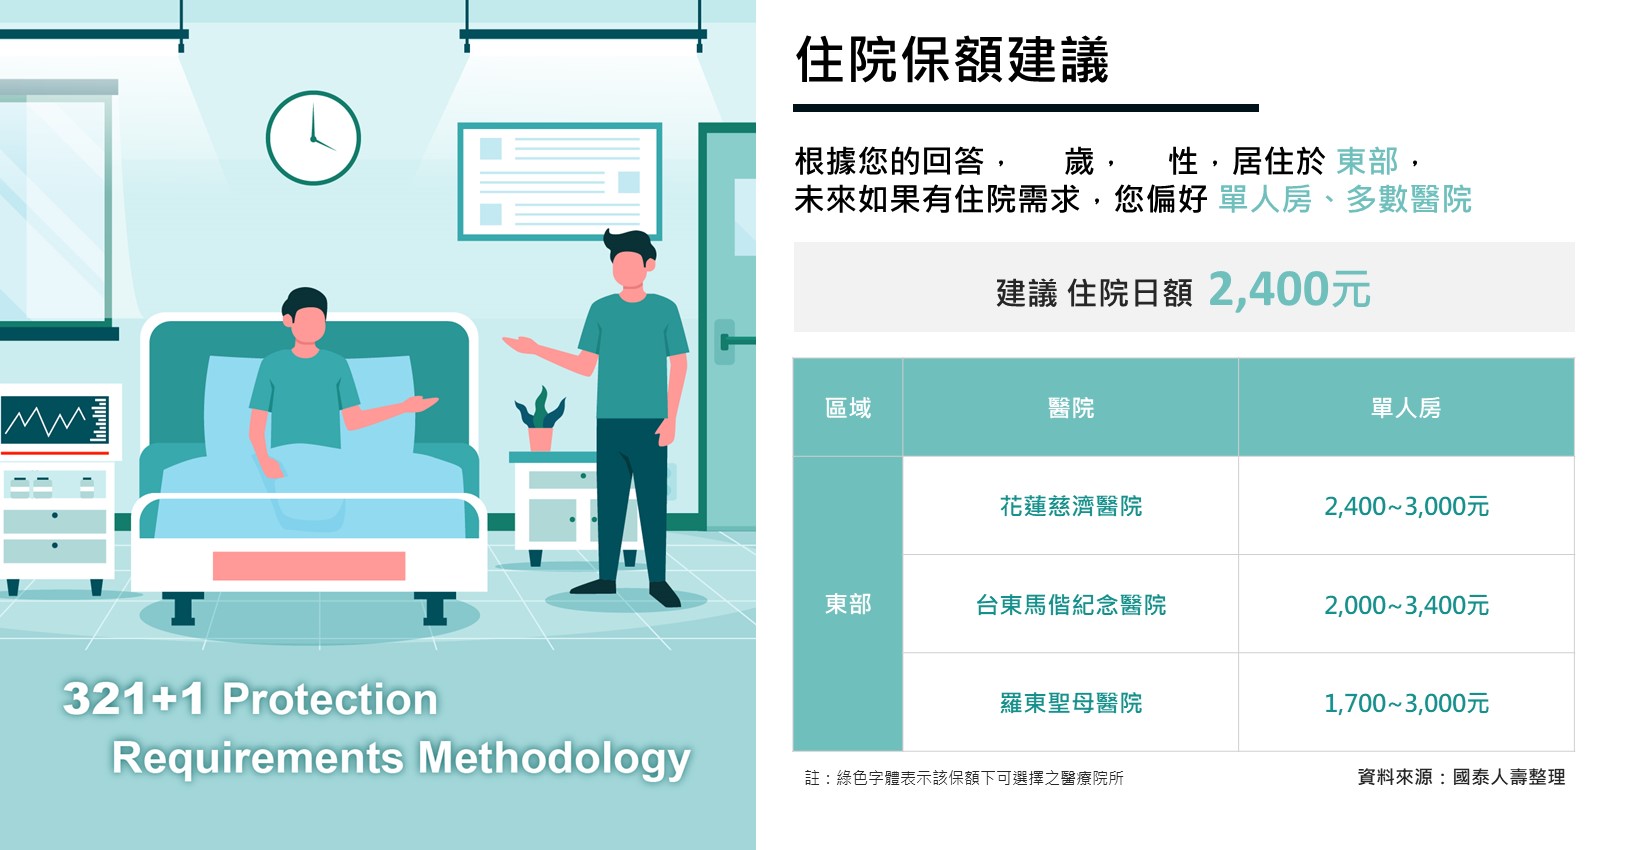 住院保額建議
根據您的回答， 歲， 性，居住於 東部，
未來如果有住院需求，您偏好 單人房、多數醫院
建議 住院日額 2,400元
區域 醫院 單人房
東部
花蓮慈濟醫院 2,400~3,000元
台東馬偕紀念醫院 2,000~3,400元
羅東聖母醫院 1,700~3,000元
註：綠色字體表示該保額下可選擇之醫療院所
資料來源：國泰人壽整理
321+1 Protection
Requirements Methodology